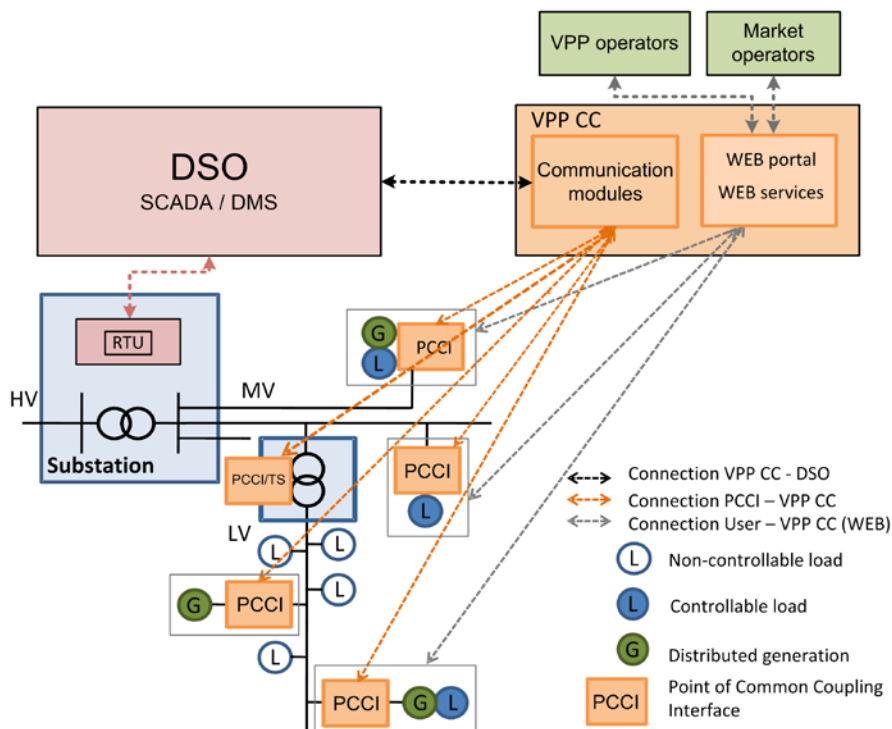 VPP operators
Market
operators
VPP CC
DSO
SCADA / DMS
Communication
modules
WEB portal
WEB services
RTU
G
L
PCCI
MV
HV
Substation
PCCI/TS
PCCI
L
LV
L
L
L
G
PCCI
L
PCCI
G
L
Connection VPP CC - DSO
Connection PCCI – VPP CC
Connection User – VPP CC (WEB)
L
Non-controllable load
L
Controllable load
G
Distributed generation
PCCI
Point of Common Coupling
Interface